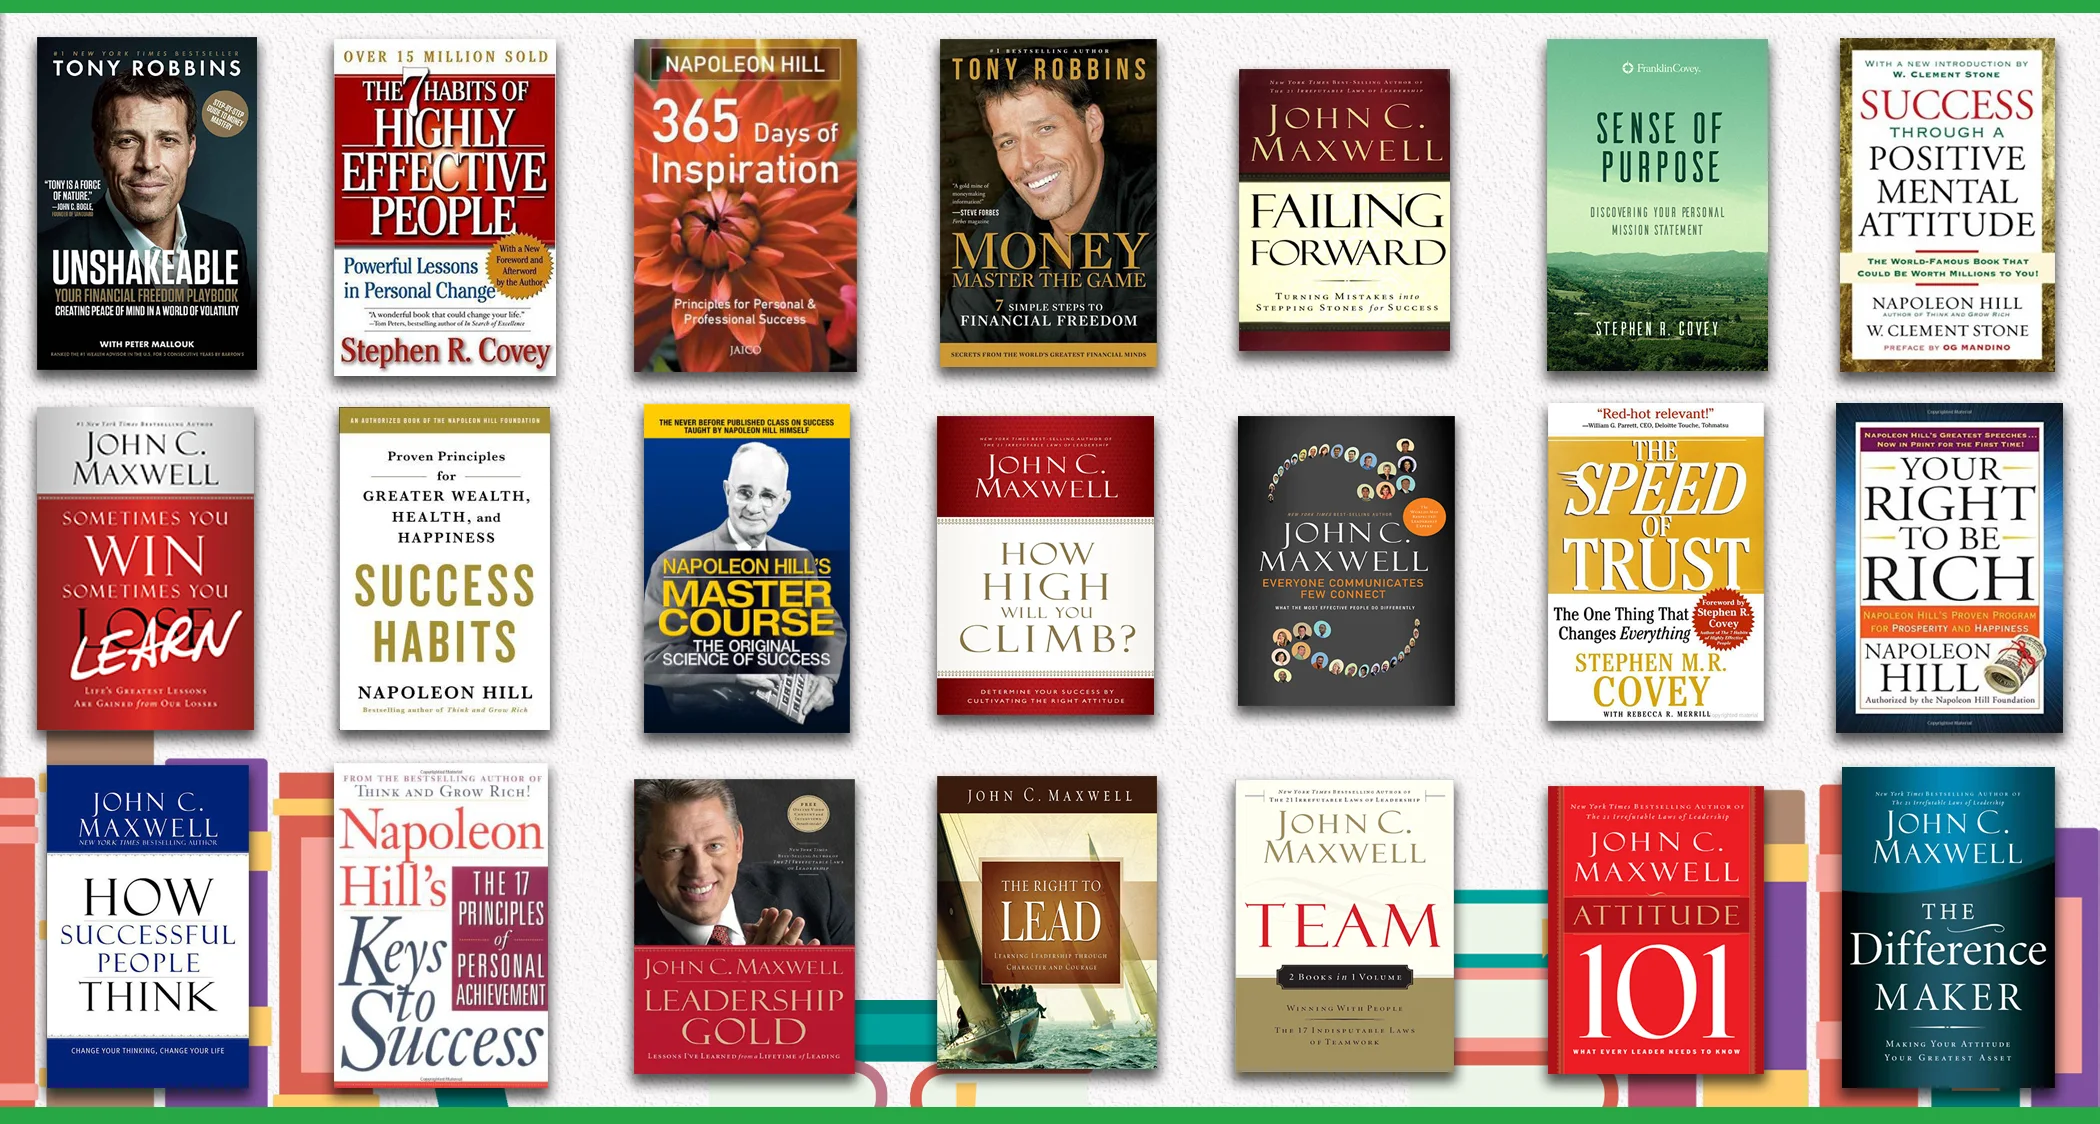 #1 NEW YORK TIMES BESTSELLER
TONY ROBBINS
STEP-BY-STEP
GUIDE TO MONEY
MASTERY
"TONY IS A FORCE
OF NATURE."
—JOHN C. BOGLE,
FOUNDER OF VANGUARD
UNSHAKEABLE
YOUR FINANCIAL FREEDOM PLAYBOOK
CREATING PEACE OF MIND IN A WORLD OF VOLATILITY
WITH PETER MALLOUK
RANKED THE #1 WEALTH ADVISOR IN THE U.S. FOR 3 CONSECUTIVE YEARS BY BARRON'S
OVER 15 MILLION SOLD
THE 7 HABITS OF
HIGHLY
EFFECTIVE
PEOPLE
With a New
Foreword and
Afterword
by the Author
Powerful Lessons
in Personal Change
"A wonderful book that could change your life."
—Tom Peters, bestselling author of In Search of Excellence
Stephen R. Covey
NAPOLEON HILL
365 Days of
Inspiration
Principles for Personal &
Professional Success
JAICO
#1 BESTSELLING AUTHOR
TONY ROBBINS
"A gold mine of
moneymaking
information!"
—STEVE FORBES
Forbes magazine
MONEY
MASTER THE GAME
7 SIMPLE STEPS TO
FINANCIAL FREEDOM
SECRETS FROM THE WORLD'S GREATEST FINANCIAL MINDS
New York Times Best-Selling Author of
The 21 Irrefutable Laws of Leadership
JOHN C.
MAXWELL
FAILING
FORWARD
TURNING MISTAKES into
STEPPING STONES for SUCCESS
FranklinCovey
SENSE OF
PURPOSE
DISCOVERING YOUR PERSONAL
MISSION STATEMENT
STEPHEN R. COVEY
WITH A NEW INTRODUCTION BY
W. CLEMENT STONE
SUCCESS
THROUGH A
POSITIVE
MENTAL
ATTITUDE
THE WORLD-FAMOUS BOOK THAT
COULD BE WORTH MILLIONS TO YOU!
NAPOLEON HILL
AUTHOR OF THINK AND GROW RICH
W. CLEMENT STONE
PREFACE BY OG MANDINO
#1 New York Times Bestselling Author
JOHN C.
MAXWELL
SOMETIMES YOU
WIN
SOMETIMES YOU
LOSE
LEARN
LIFE'S GREATEST LESSONS
ARE GAINED from OUR LOSSES
AN AUTHORIZED BOOK OF THE NAPOLEON HILL FOUNDATION
Proven Principles
for
GREATER WEALTH,
HEALTH, and
HAPPINESS
SUCCESS
HABITS
NAPOLEON HILL
Bestselling author of Think and Grow Rich
THE NEVER BEFORE PUBLISHED CLASS ON SUCCESS
TAUGHT BY NAPOLEON HILL HIMSELF
NAPOLEON HILL'S
MASTER
COURSE
THE ORIGINAL
SCIENCE OF SUCCESS
NEW YORK TIMES BEST-SELLING AUTHOR OF
THE 21 IRREFUTABLE LAWS OF LEADERSHIP
JOHN C.
MAXWELL
HOW
HIGH
WILL YOU
CLIMB?
DETERMINE YOUR SUCCESS BY
CULTIVATING THE RIGHT ATTITUDE
NEW YORK TIMES BEST-SELLING AUTHOR
JOHN C.
MAXWELL
EVERYONE COMMUNICATES
FEW CONNECT
WHAT THE MOST EFFECTIVE PEOPLE DO DIFFERENTLY
"Red-hot relevant!"
—William G. Parrett, CEO, Deloitte Touche, Tohmatsu
THE
SPEED
OF
TRUST
The One Thing That
Changes Everything
Foreword by
Stephen R.
Covey
Author of The 7 Habits
of Highly Effective
People
STEPHEN M.R.
COVEY
WITH REBECCA R. MERRILL
Copyrighted Material
NAPOLEON HILL'S GREATEST SPEECHES...
NOW IN PRINT FOR THE FIRST TIME!
YOUR
RIGHT
TO BE
RICH
NAPOLEON HILL'S PROVEN PROGRAM
FOR PROSPERITY AND HAPPINESS
NAPOLEON
HILL
Authorized by the Napoleon Hill Foundation
Copyrighted Material
JOHN C.
MAXWELL
NEW YORK TIMES BESTSELLING AUTHOR
HOW
SUCCESSFUL
PEOPLE
THINK
CHANGE YOUR THINKING, CHANGE YOUR LIFE
Copyrighted Material
FROM THE BESTSELLING AUTHOR OF
THINK AND GROW RICH!
Napoleon
Hill's
Keys
to
Success
THE 17
PRINCIPLES
of
PERSONAL
ACHIEVEMENT
Copyrighted Material
FREE
NEW YORK TIMES
BEST-SELLING AUTHOR OF
THE 21 IRREFUTABLE LAWS
OF LEADERSHIP
JOHN C. MAXWELL
LEADERSHIP
GOLD
LESSONS I'VE LEARNED from a LIFETIME of LEADING
JOHN C. MAXWELL
THE RIGHT TO
LEAD
LEARNING LEADERSHIP THROUGH
CHARACTER AND COURAGE
New York Times Bestselling Author of
THE 21 IRREFUTABLE LAWS OF LEADERSHIP
JOHN C.
MAXWELL
TEAM
2 BOOKS in 1 VOLUME
WINNING WITH PEOPLE
THE 17 INDISPUTABLE LAWS
OF TEAMWORK
New York Times BESTSELLING AUTHOR OF
The 21 Irrefutable Laws of Leadership
JOHN C.
MAXWELL
ATTITUDE
101
WHAT EVERY LEADER NEEDS TO KNOW
New York Times BESTSELLING AUTHOR OF
The 21 Irrefutable Laws of Leadership
JOHN C.
MAXWELL
THE
Difference
MAKER
MAKING YOUR ATTITUDE
YOUR GREATEST ASSET